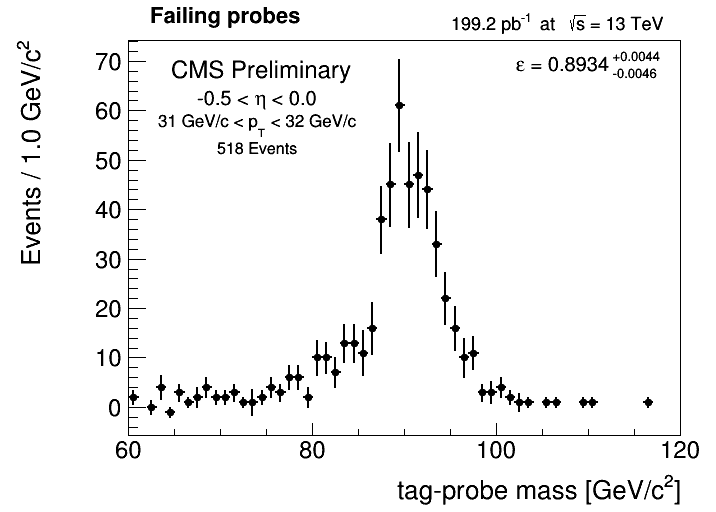 Failing probes
199.2 pb⁻¹ at √s = 13 TeV
CMS Preliminary
-0.5 < η < 0.0
31 GeV/c < p_T < 32 GeV/c
518 Events
ε = 0.8934 +0.0044 -0.0046
Events / 1.0 GeV/c²
70
60
50
40
30
20
10
0
60 80 100 120
tag-probe mass [GeV/c²]